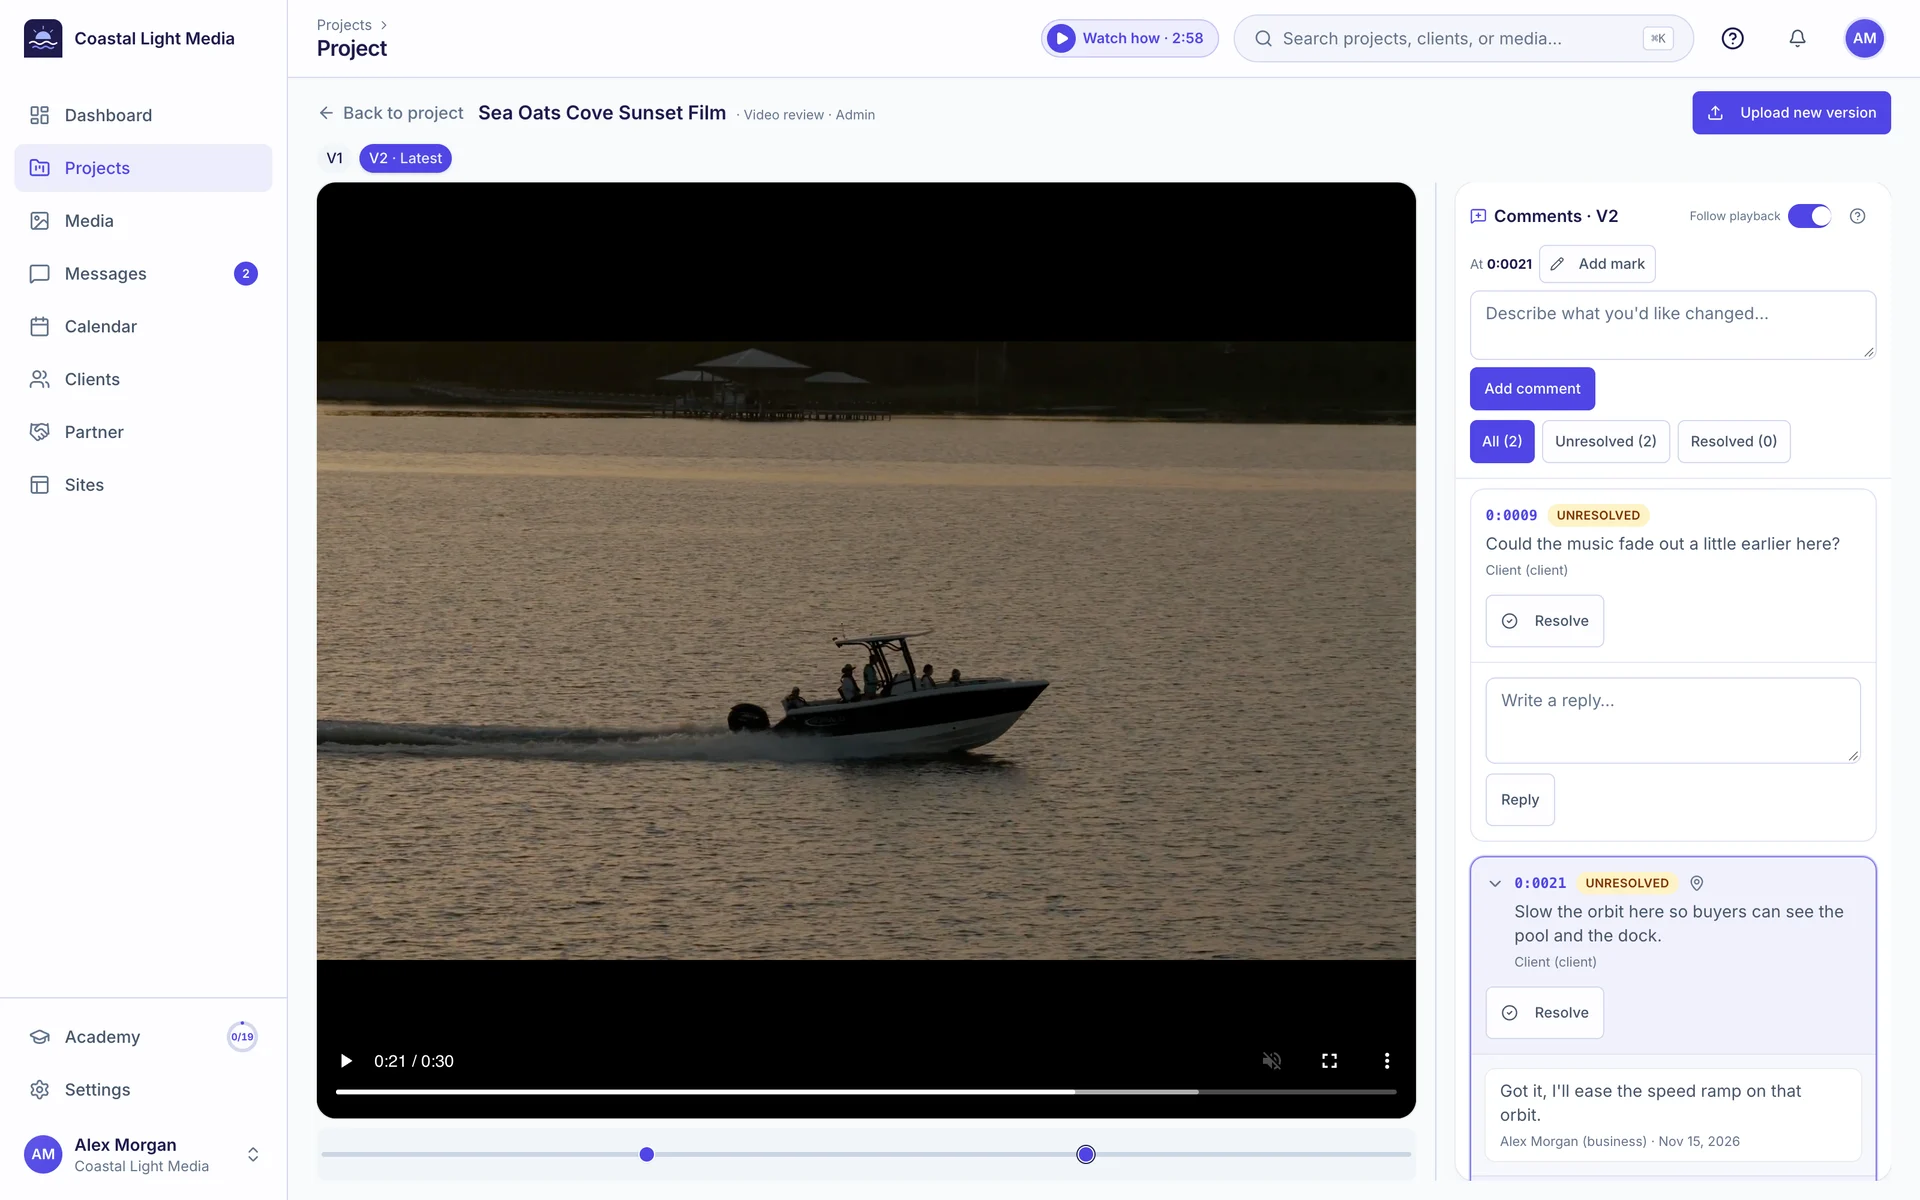 Coastal Light Media
Dashboard
Projects
Media
Messages
2
Calendar
Clients
Partner
Sites
Academy
0/19
Settings
AM
Alex Morgan
Coastal Light Media
Projects
Project
Watch how · 2:58
Search projects, clients, or media...
⌘K
AM
Back to project
Sea Oats Cove Sunset Film
· Video review · Admin
Upload new version
V1
V2 · Latest
0:21 / 0:30
Comments · V2
Follow playback
At 0:0021
Add mark
Describe what you'd like changed...
Add comment
All (2)
Unresolved (2)
Resolved (0)
0:0009
UNRESOLVED
Could the music fade out a little earlier here?
Client (client)
Resolve
Write a reply...
Reply
0:0021
UNRESOLVED
Slow the orbit here so buyers can see the
pool and the dock.
Client (client)
Resolve
Got it, I'll ease the speed ramp on that
orbit.
Alex Morgan (business) · Nov 15, 2026